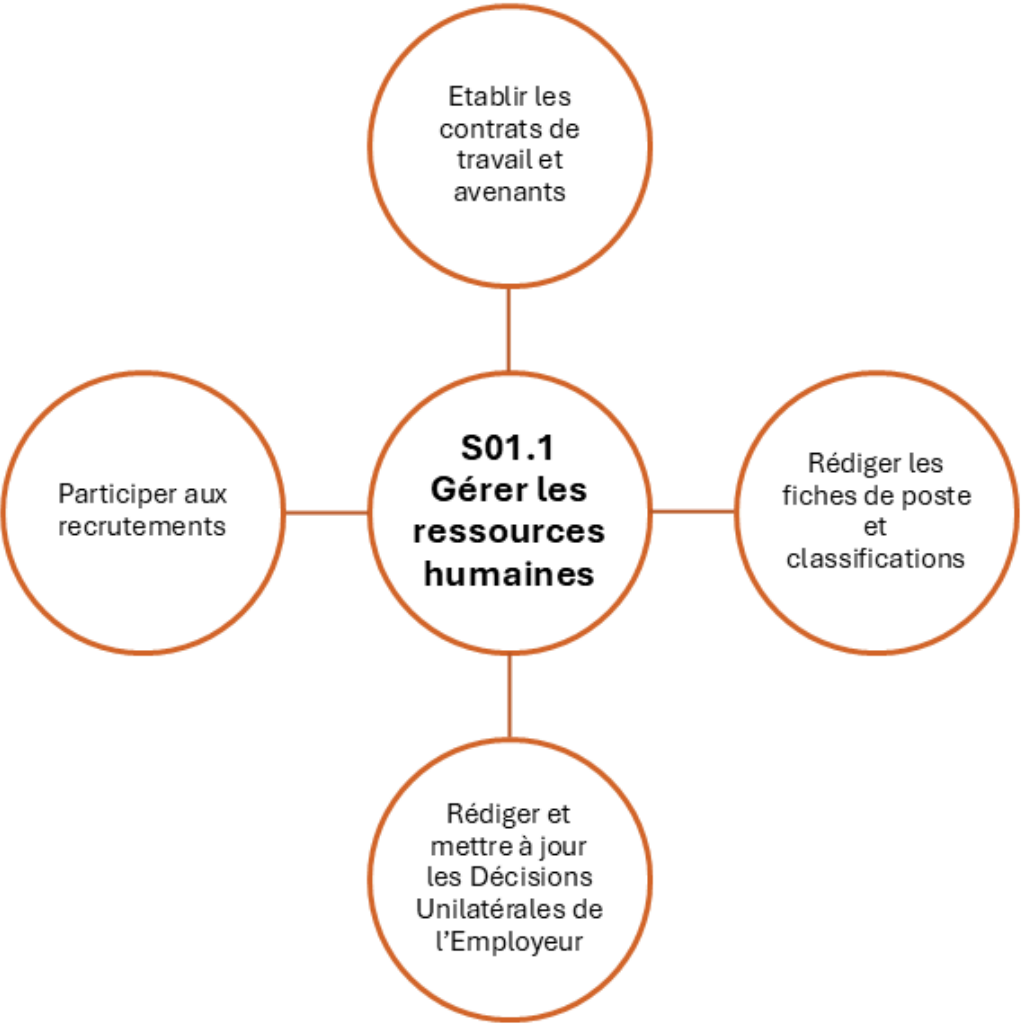 Etablir les
contrats de
travail et
avenants
Participer aux
recrutements
S01.1
Gérer les
ressources
humaines
Rédiger les
fiches de poste
et
classifications
Rédiger et
mettre à jour
les Décisions
Unilatérales de
l'Employeur